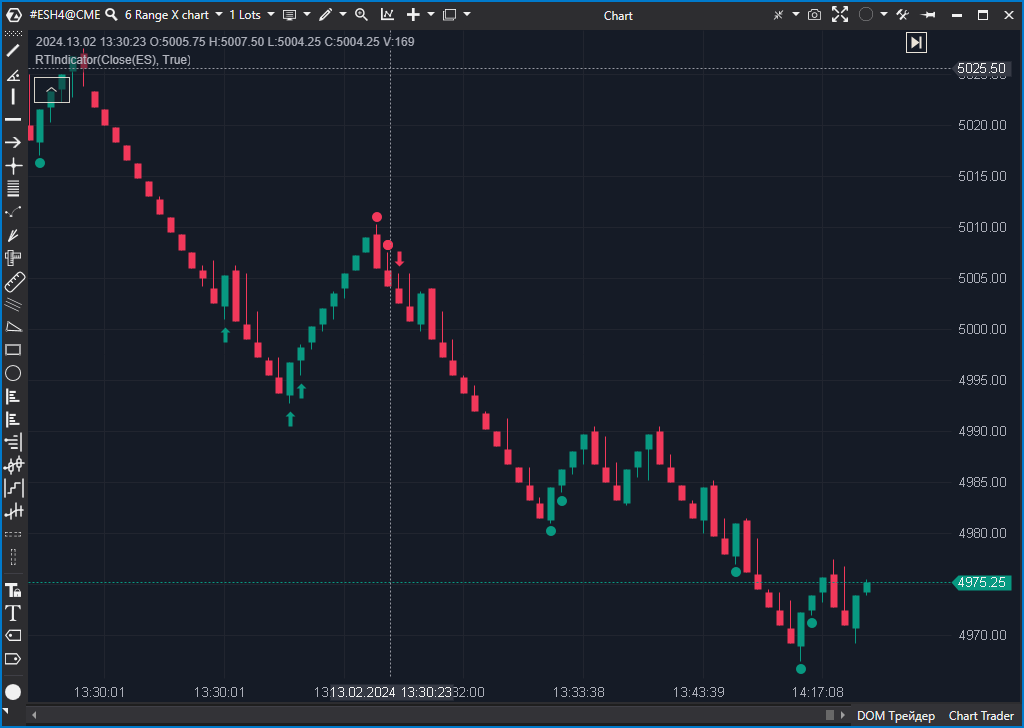 #ESH4@CME 6 Range X chart 1 Lots Chart
2024.13.02 13:30:23 O:5005.75 H:5007.50 L:5004.25 C:5004.25 V:169
RTIndicator(Close(ES), True)
5025.50
5020.00
5015.00
5010.00
5005.00
5000.00
4995.00
4990.00
4985.00
4980.00
4975.25
4970.00
13:30:01 13:30:01 13.02.2024 13:30:23 32:00 13:33:38 13:43:39 14:17:08
DOM Трейдер Chart Trader